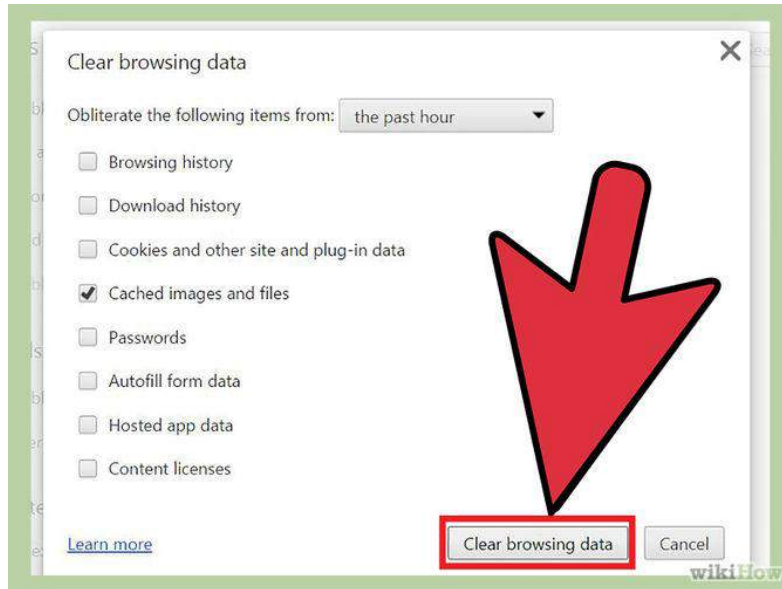 Clear browsing data
Obliterate the following items from: the past hour
Browsing history
Download history
Cookies and other site and plug-in data
Cached images and files
Passwords
Autofill form data
Hosted app data
Content licenses
Learn more
Clear browsing data
Cancel
wikiHow